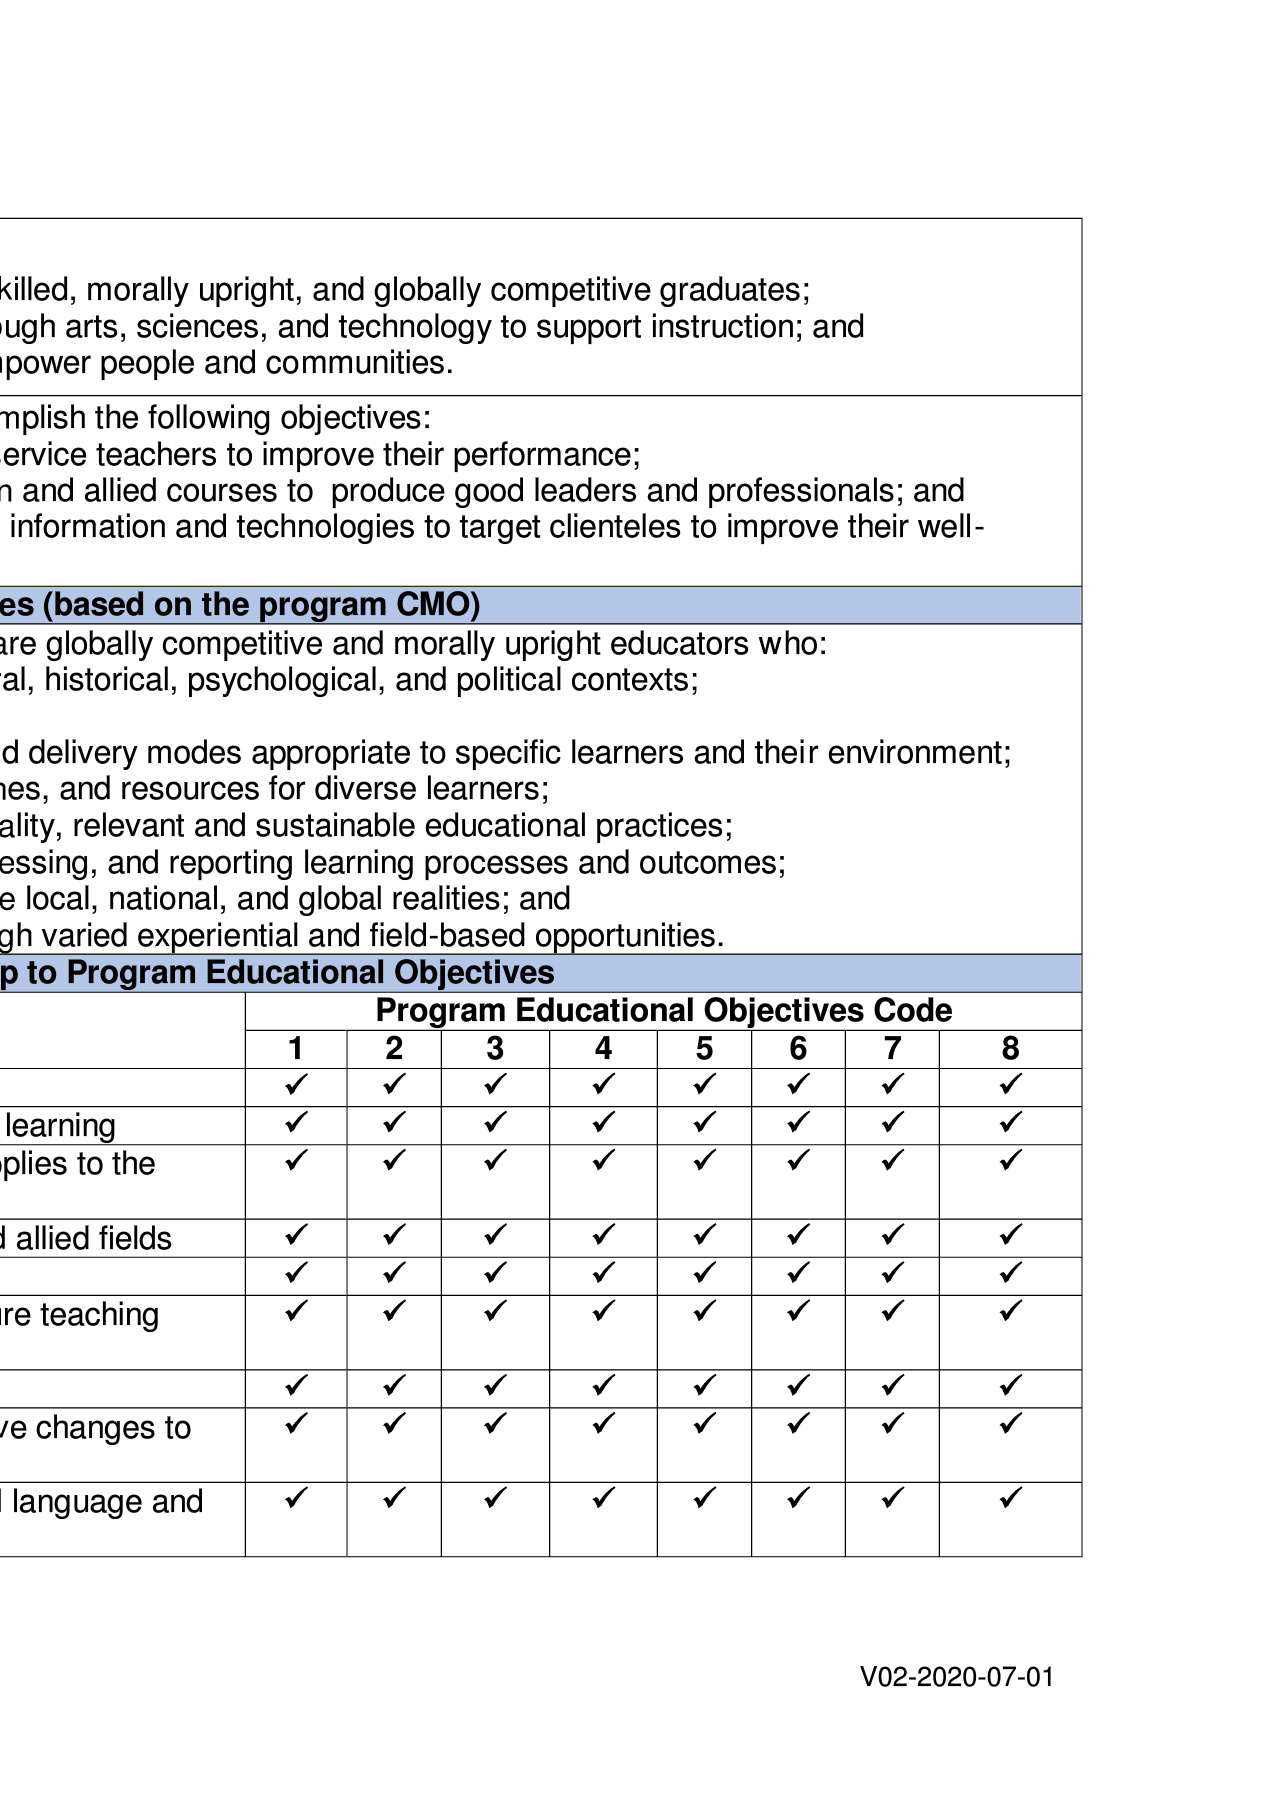 killed, morally upright, and globally competitive graduates;
ough arts, sciences, and technology to support instruction; and
mpower people and communities.
mplish the following objectives:
service teachers to improve their performance;
n and allied courses to produce good leaders and professionals; and
information and technologies to target clienteles to improve their well-
es (based on the program CMO)
are globally competitive and morally upright educators who:
ral, historical, psychological, and political contexts;
d delivery modes appropriate to specific learners and their environment;
nes, and resources for diverse learners;
ality, relevant and sustainable educational practices;
essing, and reporting learning processes and outcomes;
e local, national, and global realities; and
gh varied experiential and field-based opportunities.
p to Program Educational Objectives
Program Educational Objectives Code
1 2 3 4 5 6 7 8
✓ ✓ ✓ ✓ ✓ ✓ ✓ ✓
learning ✓ ✓ ✓ ✓ ✓ ✓ ✓ ✓
pplies to the ✓ ✓ ✓ ✓ ✓ ✓ ✓ ✓
d allied fields ✓ ✓ ✓ ✓ ✓ ✓ ✓ ✓
✓ ✓ ✓ ✓ ✓ ✓ ✓ ✓
ure teaching ✓ ✓ ✓ ✓ ✓ ✓ ✓ ✓
✓ ✓ ✓ ✓ ✓ ✓ ✓ ✓
ve changes to ✓ ✓ ✓ ✓ ✓ ✓ ✓ ✓
l language and ✓ ✓ ✓ ✓ ✓ ✓ ✓ ✓
V02-2020-07-01